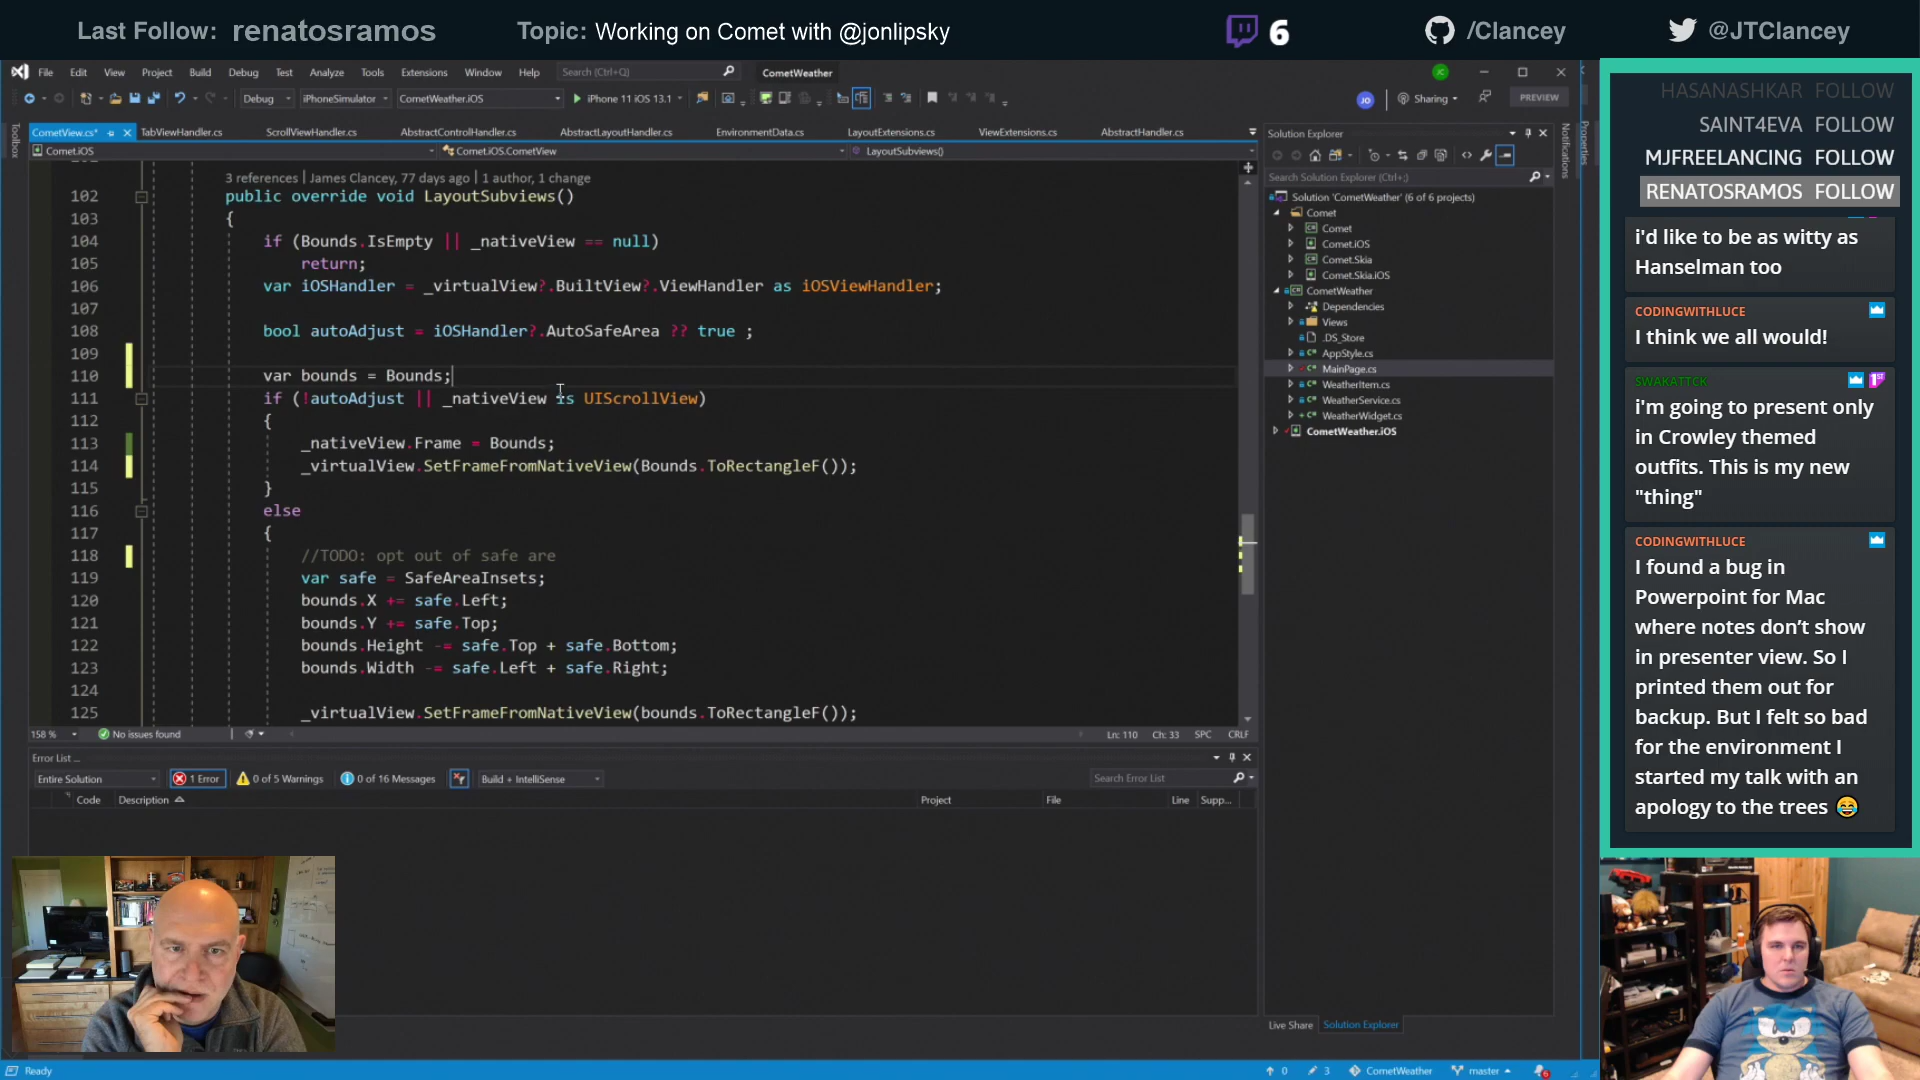 Last Follow: renatosramos
Topic: Working on Comet with @jonlipsky
6
/Clancey
@JTClancey
File Edit View Project Build Debug Test Analyze Tools Extensions Window Help Search (Ctrl+Q) CometWeather
JC
Debug iPhoneSimulator CometWeather.iOS iPhone 11 iOS 13.1 JO Sharing PREVIEW
Toolbox
CometView.cs* TabViewHandler.cs ScrollViewHandler.cs AbstractControlHandler.cs AbstractLayoutHandler.cs EnvironmentData.cs LayoutExtensions.cs ViewExtensions.cs AbstractHandler.cs
Comet.iOS Comet.iOS.CometView LayoutSubviews()
3 references | James Clancey, 77 days ago | 1 author, 1 change
102 public override void LayoutSubviews()
103 {
104 if (Bounds.IsEmpty || _nativeView == null)
105 return;
106 var iOSHandler = _virtualView?.BuiltView?.ViewHandler as iOSViewHandler;
107
108 bool autoAdjust = iOSHandler?.AutoSafeArea ?? true ;
109
110 var bounds = Bounds;
111 if (!autoAdjust || _nativeView is UIScrollView)
112 {
113 _nativeView.Frame = Bounds;
114 _virtualView.SetFrameFromNativeView(Bounds.ToRectangleF());
115 }
116 else
117 {
118 //TODO: opt out of safe are
119 var safe = SafeAreaInsets;
120 bounds.X += safe.Left;
121 bounds.Y += safe.Top;
122 bounds.Height -= safe.Top + safe.Bottom;
123 bounds.Width -= safe.Left + safe.Right;
124
125 _virtualView.SetFrameFromNativeView(bounds.ToRectangleF());
158 % No issues found Ln: 110 Ch: 33 SPC CRLF
Error List ...
Entire Solution 1 Error 0 of 5 Warnings 0 of 16 Messages Build + IntelliSense Search Error List
Code Description Project File Line Supp...
Solution Explorer
Search Solution Explorer (Ctrl+;)
Solution 'CometWeather' (6 of 6 projects)
Comet
Comet
Comet.iOS
Comet.Skia
Comet.Skia.iOS
CometWeather
Dependencies
Views
.DS_Store
AppStyle.cs
MainPage.cs
WeatherItem.cs
WeatherService.cs
WeatherWidget.cs
CometWeather.iOS
Live Share Solution Explorer
Notifications
Properties
Ready 0 3 CometWeather master 6
HASANASHKAR FOLLOW
SAINT4EVA FOLLOW
MJFREELANCING FOLLOW
RENATOSRAMOS FOLLOW
i'd like to be as witty as
Hanselman too
CODINGWITHLUCE
I think we all would!
SWAKATTCK
i'm going to present only
in Crowley themed
outfits. This is my new
"thing"
CODINGWITHLUCE
I found a bug in
Powerpoint for Mac
where notes don't show
in presenter view. So I
printed them out for
backup. But I felt so bad
for the environment I
started my talk with an
apology to the trees 😂